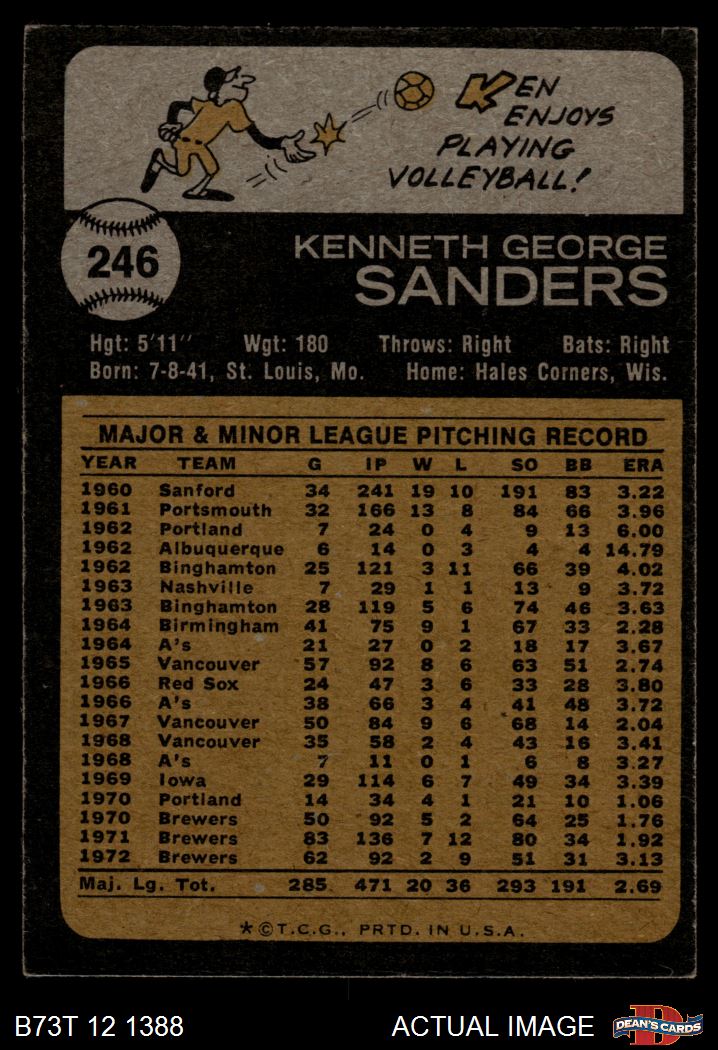 KEN
ENJOYS
PLAYING
VOLLEYBALL!
246
KENNETH GEORGE
SANDERS
Hgt: 5'11" Wgt: 180 Throws: Right Bats: Right
Born: 7-8-41, St. Louis, Mo. Home: Hales Corners, Wis.
MAJOR & MINOR LEAGUE PITCHING RECORD
YEAR TEAM G IP W L SO BB ERA
1960 Sanford 34 241 19 10 191 83 3.22
1961 Portsmouth 32 166 13 8 84 66 3.96
1962 Portland 7 24 0 4 9 13 6.00
1962 Albuquerque 6 14 0 3 4 4 14.79
1962 Binghamton 25 121 3 11 66 39 4.02
1963 Nashville 7 29 1 1 13 9 3.72
1963 Binghamton 28 119 5 6 74 46 3.63
1964 Birmingham 41 75 9 1 67 33 2.28
1964 A's 21 27 0 2 18 17 3.67
1965 Vancouver 57 92 8 6 63 51 2.74
1966 Red Sox 24 47 3 6 33 28 3.80
1966 A's 38 66 3 4 41 48 3.72
1967 Vancouver 50 84 9 6 68 14 2.04
1968 Vancouver 35 58 2 4 43 16 3.41
1968 A's 7 11 0 1 6 8 3.27
1969 Iowa 29 114 6 7 49 34 3.39
1970 Portland 14 34 4 1 21 10 1.06
1970 Brewers 50 92 5 2 64 25 1.76
1971 Brewers 83 136 7 12 80 34 1.92
1972 Brewers 62 92 2 9 51 31 3.13
Maj. Lg. Tot. 285 471 20 36 293 191 2.69
*©T.C.G., PRTD. IN U.S.A.
B73T 12 1388 ACTUAL IMAGE DEAN'S CARDS